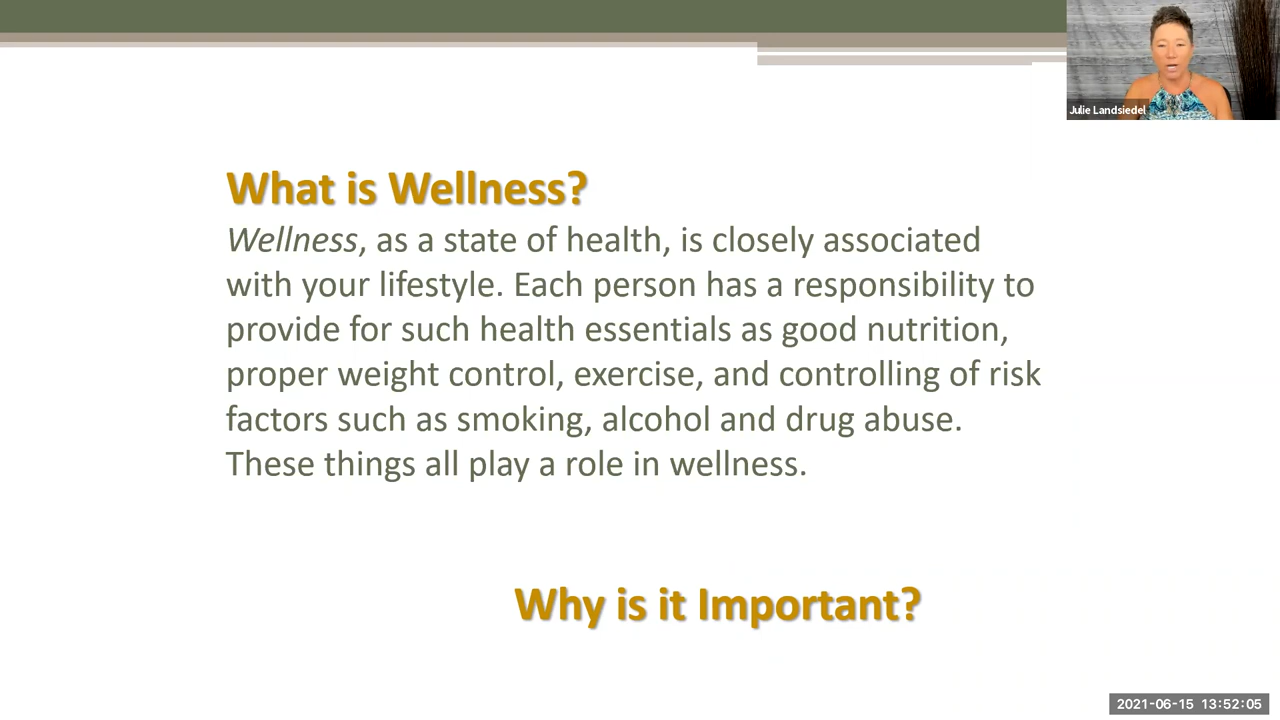 Julie Landsiedel
What is Wellness?
Wellness, as a state of health, is closely associated
with your lifestyle. Each person has a responsibility to
provide for such health essentials as good nutrition,
proper weight control, exercise, and controlling of risk
factors such as smoking, alcohol and drug abuse.
These things all play a role in wellness.
Why is it Important?
2021-06-15 13:52:05